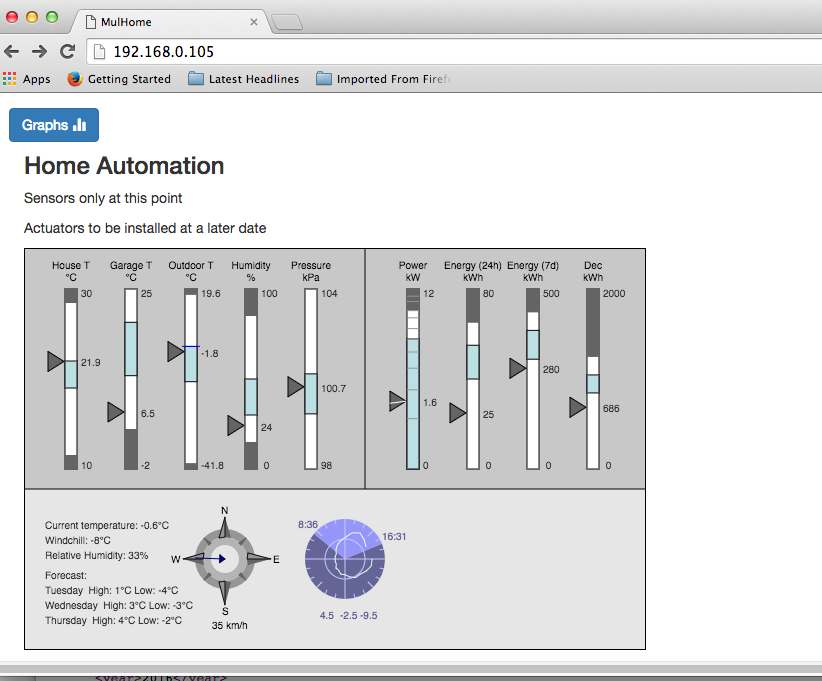 MulHome
192.168.0.105
Apps Getting Started Latest Headlines Imported From Firef
Graphs
Home Automation
Sensors only at this point
Actuators to be installed at a later date
House T Garage T Outdoor T Humidity Pressure Power Energy (24h) Energy (7d) Dec
°C °C °C % kPa kW kWh kWh kWh
30 25 19.6 100 104 12 80 500 2000
21.9 6.5 -1.8 24 100.7 1.6 25 280 686
10 -2 -41.8 0 98 0 0 0 0
Current temperature: -0.6°C
Windchill: -8°C
Relative Humidity: 33%
Forecast:
Tuesday High: 1°C Low: -4°C
Wednesday High: 3°C Low: -3°C
Thursday High: 4°C Low: -2°C
N
W E
S
35 km/h
8:36 16:31
4.5 -2.5 -9.5
<year>2016</year>